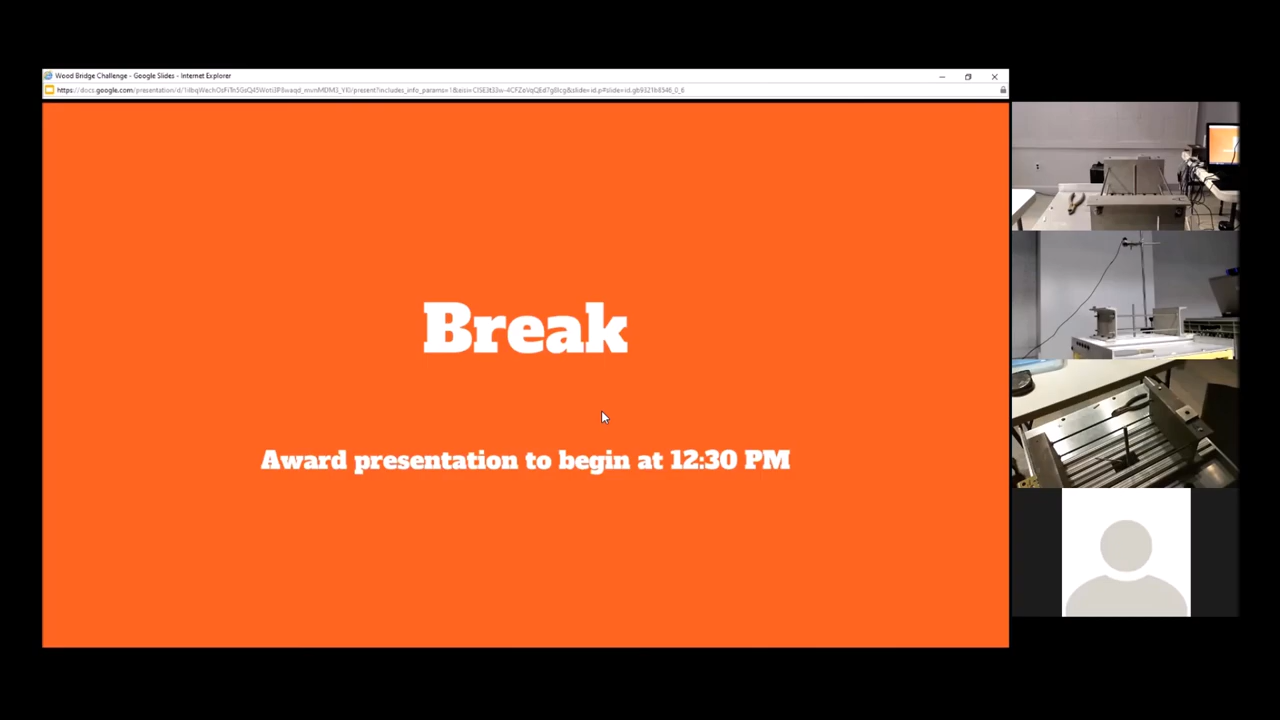 Wood Bridge Challenge - Google Slides - Internet Explorer
Break
Award presentation to begin at 12:30 PM